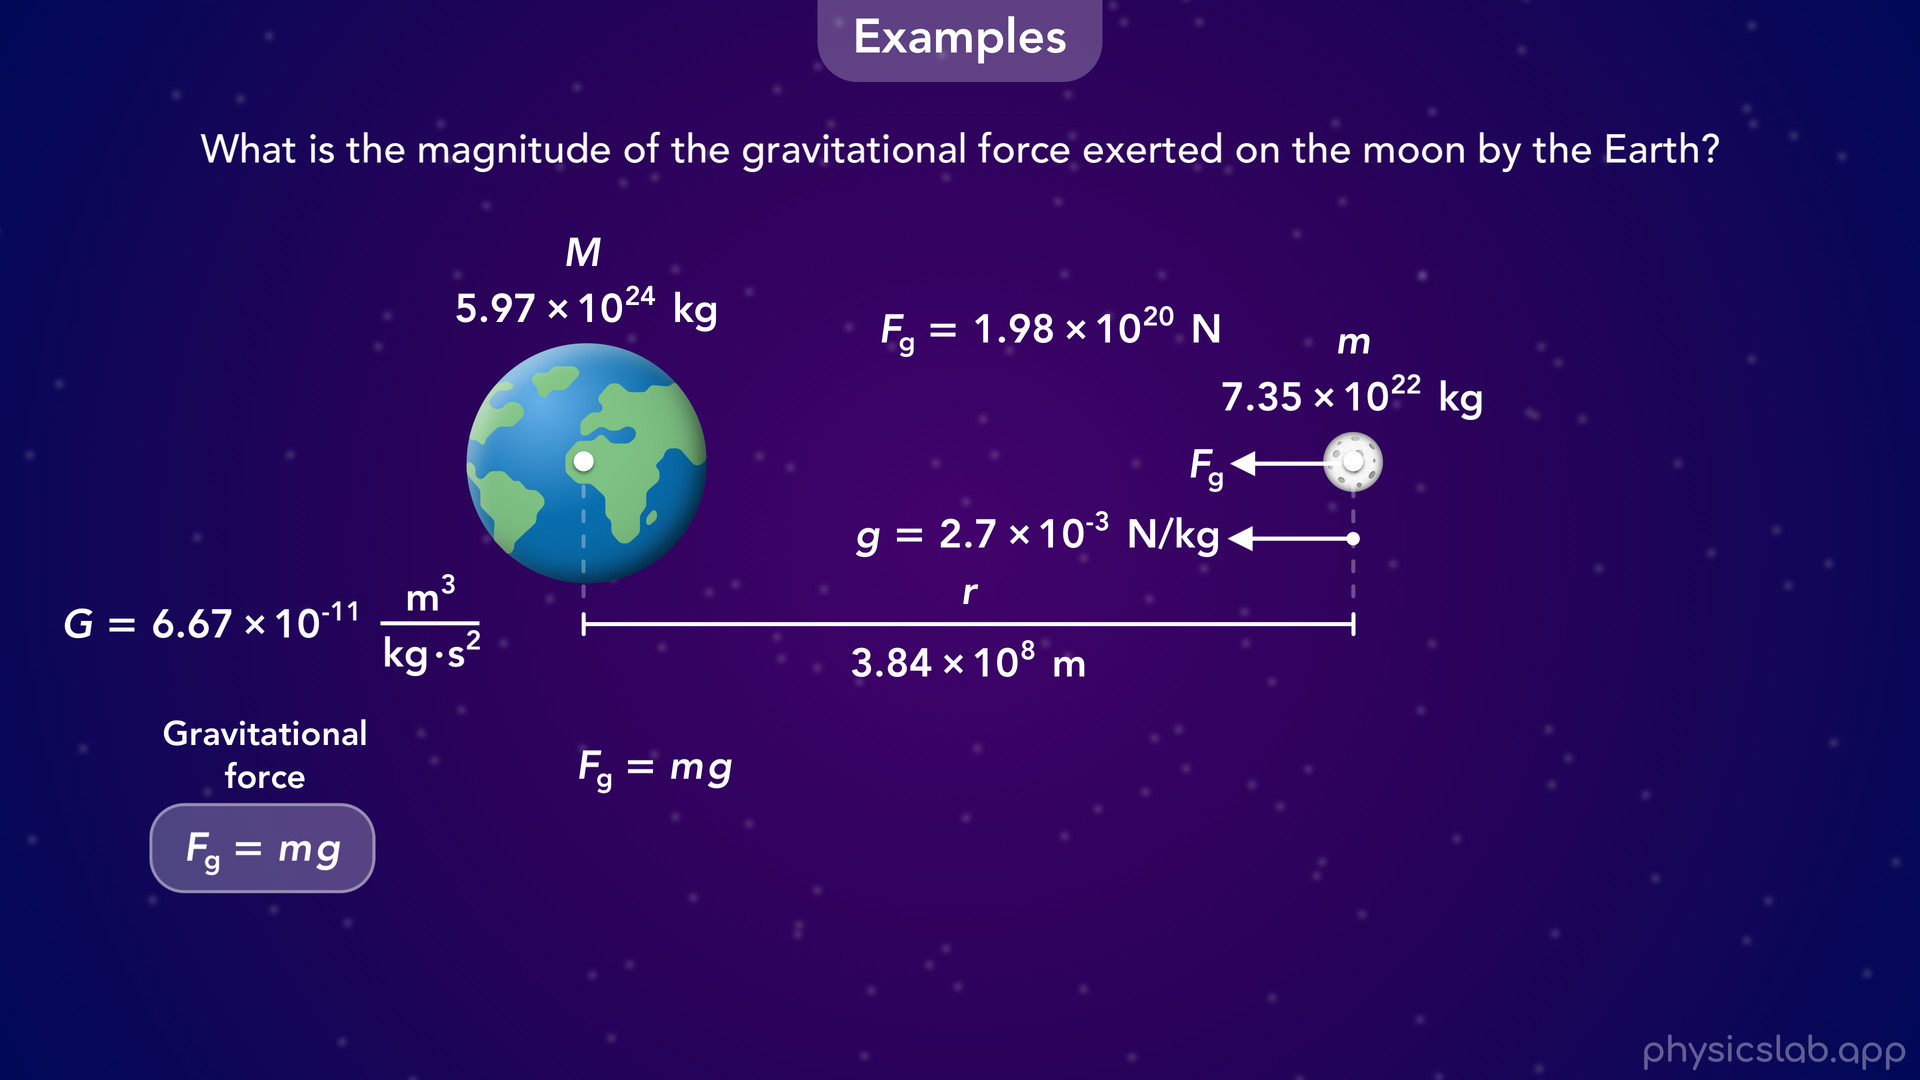 Examples
What is the magnitude of the gravitational force exerted on the moon by the Earth?
M
5.97 × 10²⁴ kg
F_g = 1.98 × 10²⁰ N
m
7.35 × 10²² kg
F_g
g = 2.7 × 10⁻³ N/kg
r
G = 6.67 × 10⁻¹¹ m³/kg·s²
3.84 × 10⁸ m
Gravitational
force
F_g = mg
F_g = mg
physicslab.app